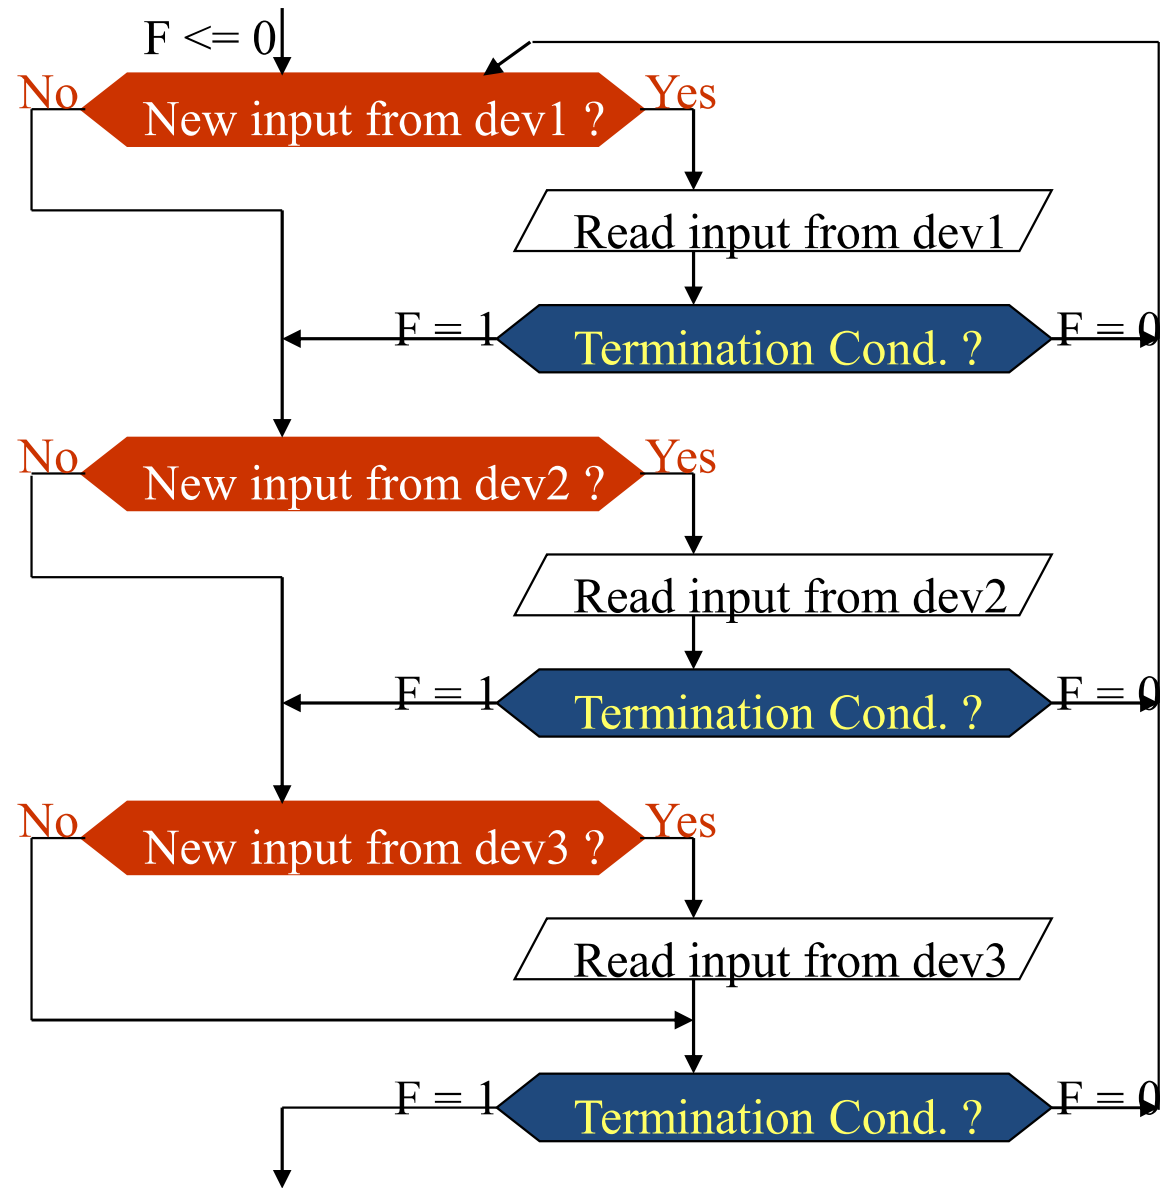 F <= 0
No
New input from dev1 ?
Yes
Read input from dev1
F = 1
Termination Cond. ?
F = 0
No
New input from dev2 ?
Yes
Read input from dev2
F = 1
Termination Cond. ?
F = 0
No
New input from dev3 ?
Yes
Read input from dev3
F = 1
Termination Cond. ?
F = 0